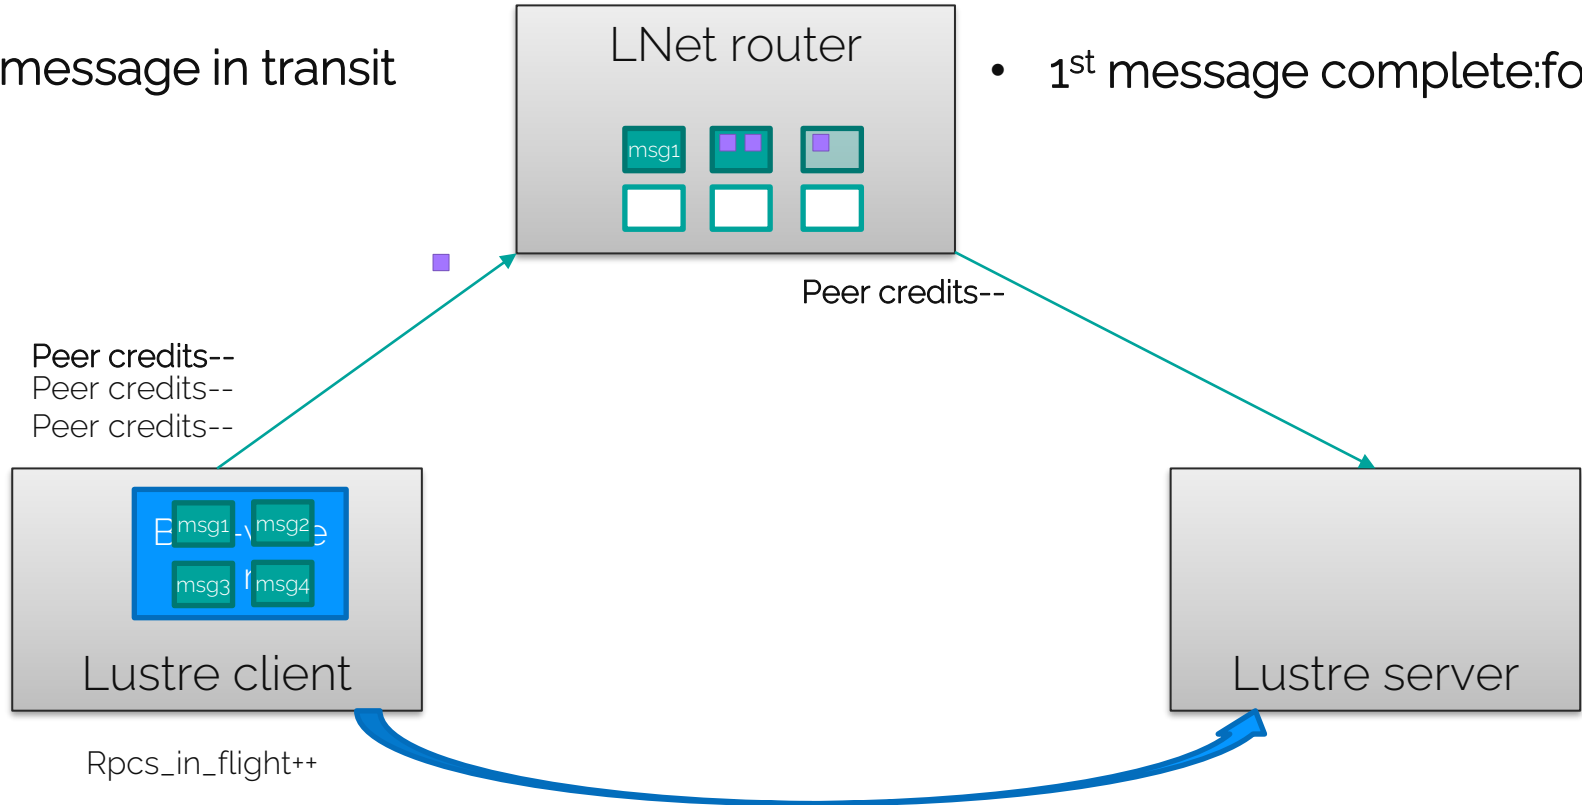 LNet router
message in transit
• 1st message complete:fo
msg1
Peer credits--
Peer credits--
Peer credits--
Peer credits--
msg1 msg2
msg3 msg4
Lustre client
Lustre server
Rpcs_in_flight++